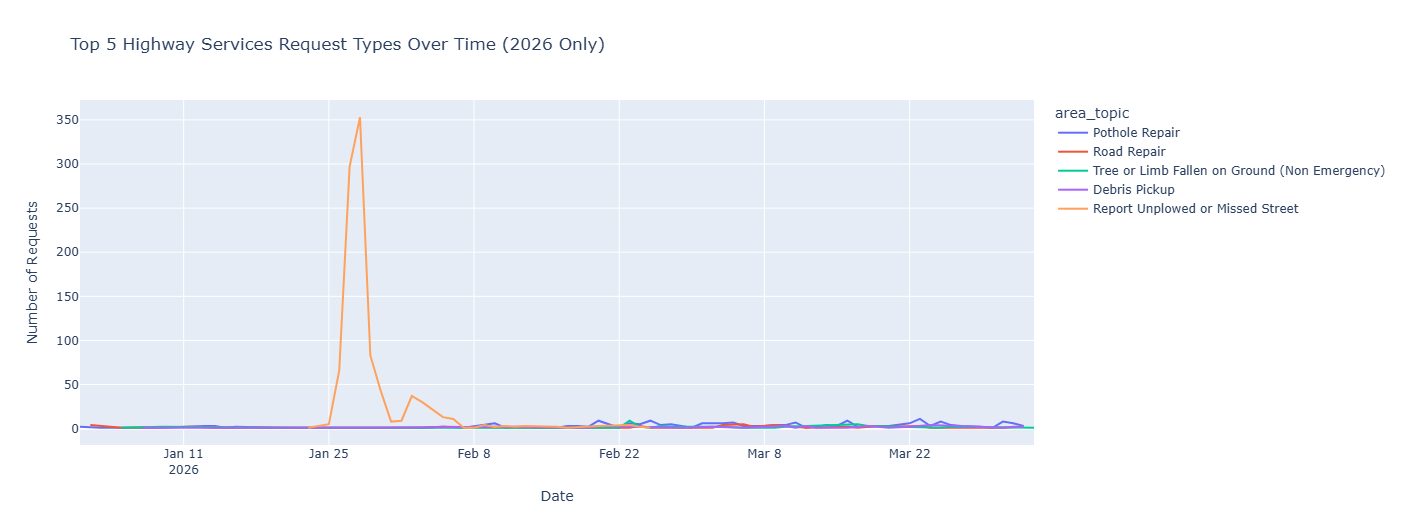 Top 5 Highway Services Request Types Over Time (2026 Only)
area_topic
Pothole Repair
Road Repair
Tree or Limb Fallen on Ground (Non Emergency)
Debris Pickup
Report Unplowed or Missed Street
Number of Requests
350
300
250
200
150
100
50
0
Jan 11
2026
Jan 25
Feb 8
Feb 22
Mar 8
Mar 22
Date